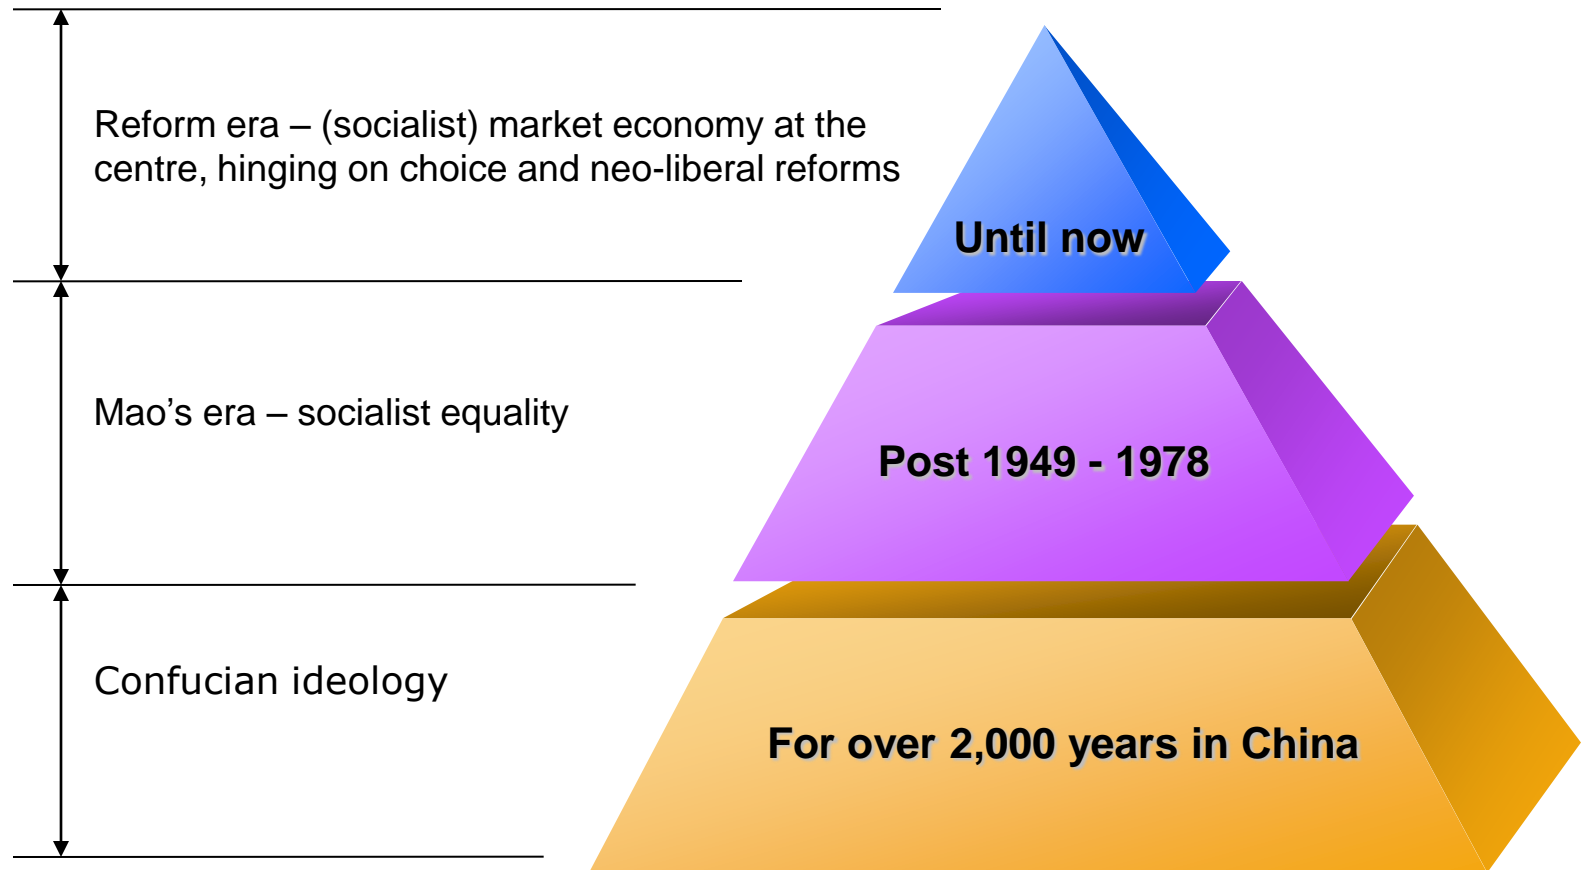 Reform era – (socialist) market economy at the
centre, hinging on choice and neo-liberal reforms
Until now
Mao’s era – socialist equality
Post 1949 - 1978
Confucian ideology
For over 2,000 years in China